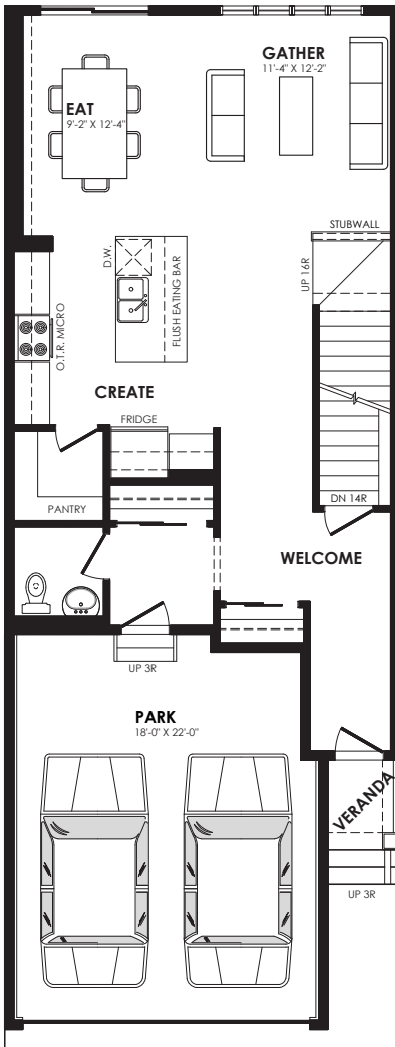 GATHER
11'-4" X 12'-2"
EAT
9'-2" X 12'-4"
STUBWALL
UP 16R
D.W.
FLUSH EATING BAR
O.T.R. MICRO
CREATE
FRIDGE
PANTRY
DN 14R
WELCOME
UP 3R
PARK
18'-0" X 22'-0"
VERANDA
UP 3R